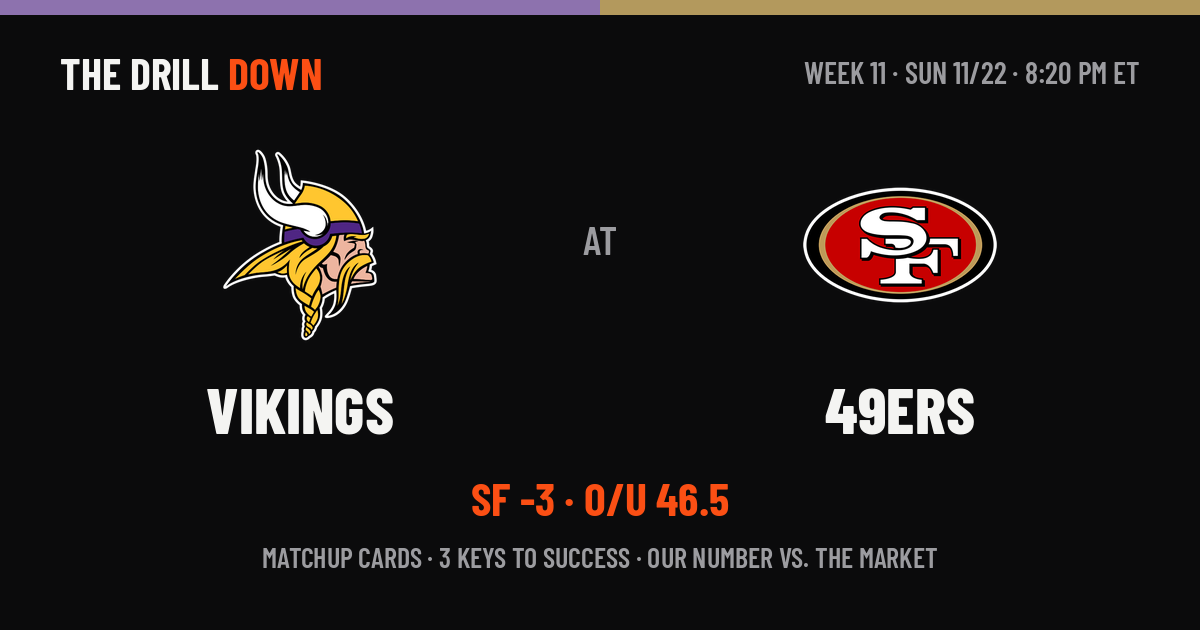 THE DRILL DOWN
WEEK 11 · SUN 11/22 · 8:20 PM ET
AT
SF
VIKINGS
49ERS
SF -3 · O/U 46.5
MATCHUP CARDS · 3 KEYS TO SUCCESS · OUR NUMBER VS. THE MARKET